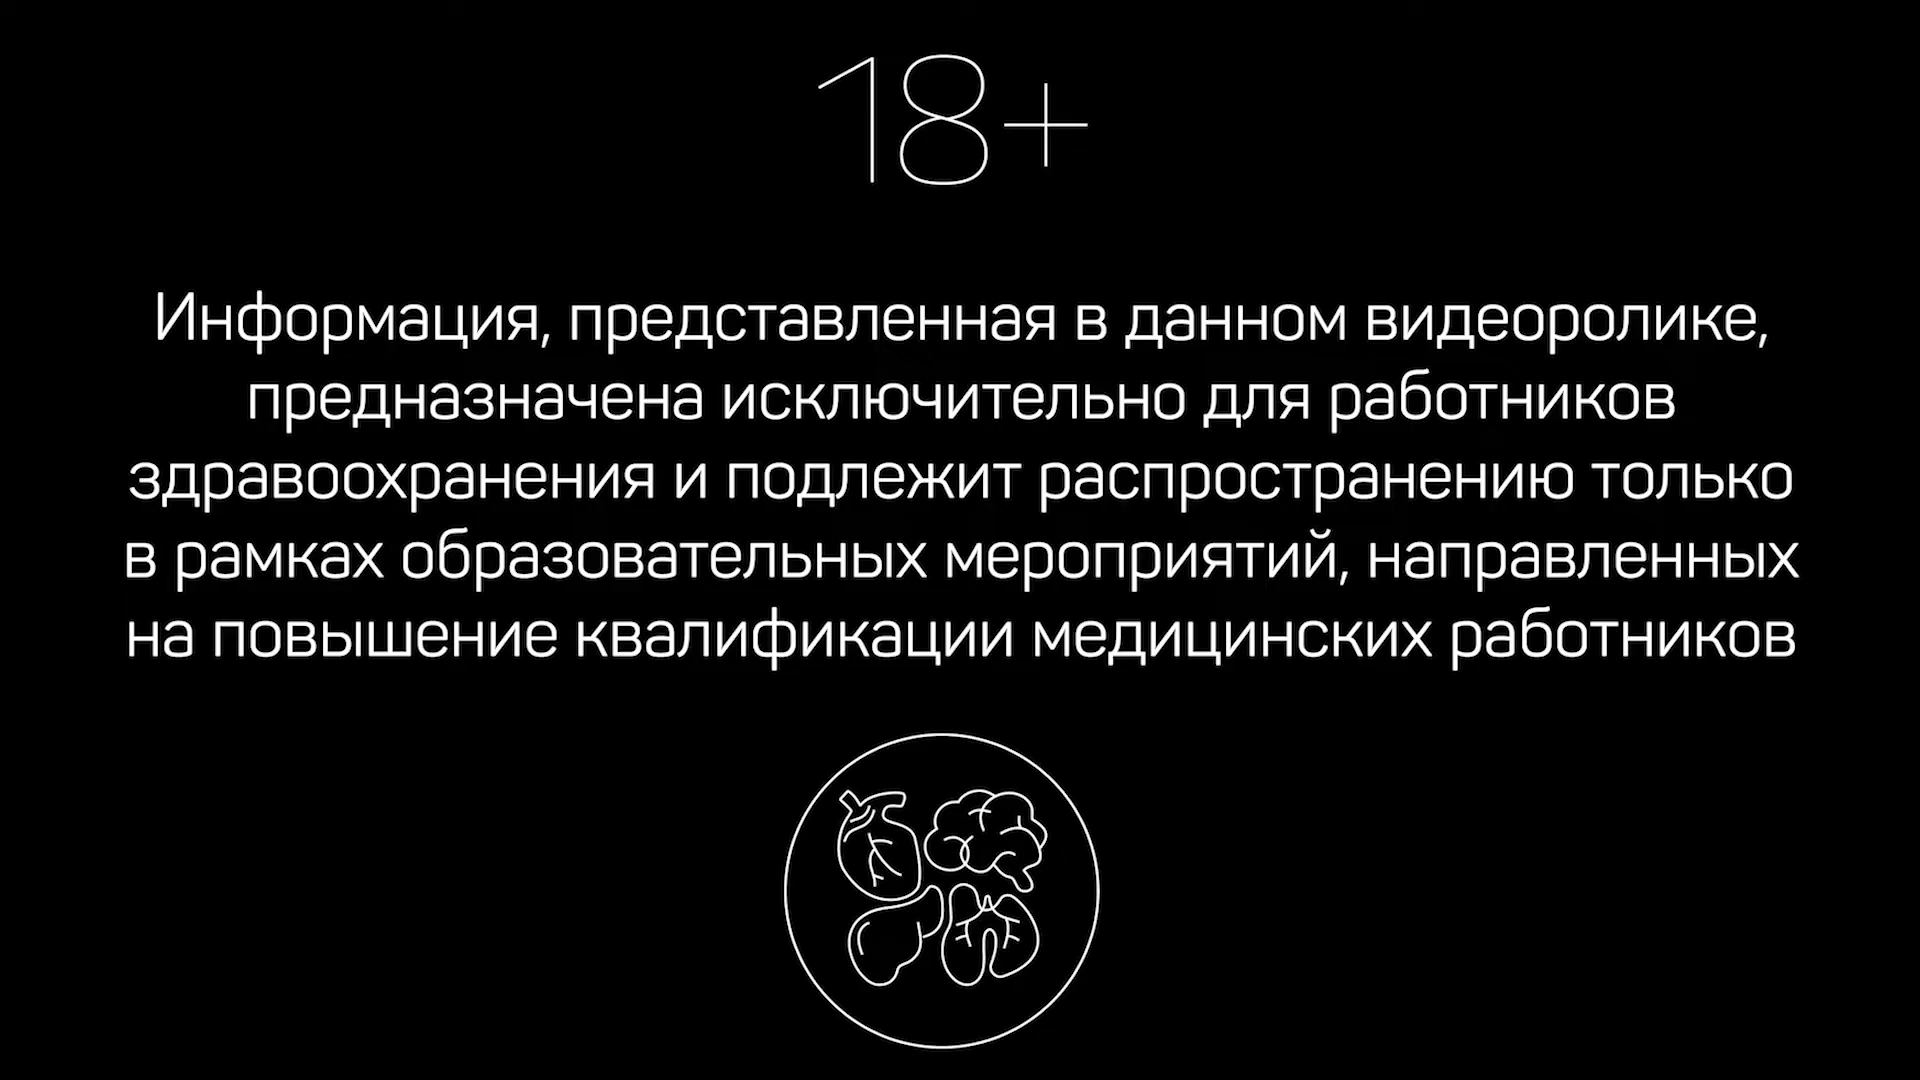 18+
Информация, представленная в данном видеоролике,
предназначена исключительно для работников
здравоохранения и подлежит распространению только
в рамках образовательных мероприятий, направленных
на повышение квалификации медицинских работников